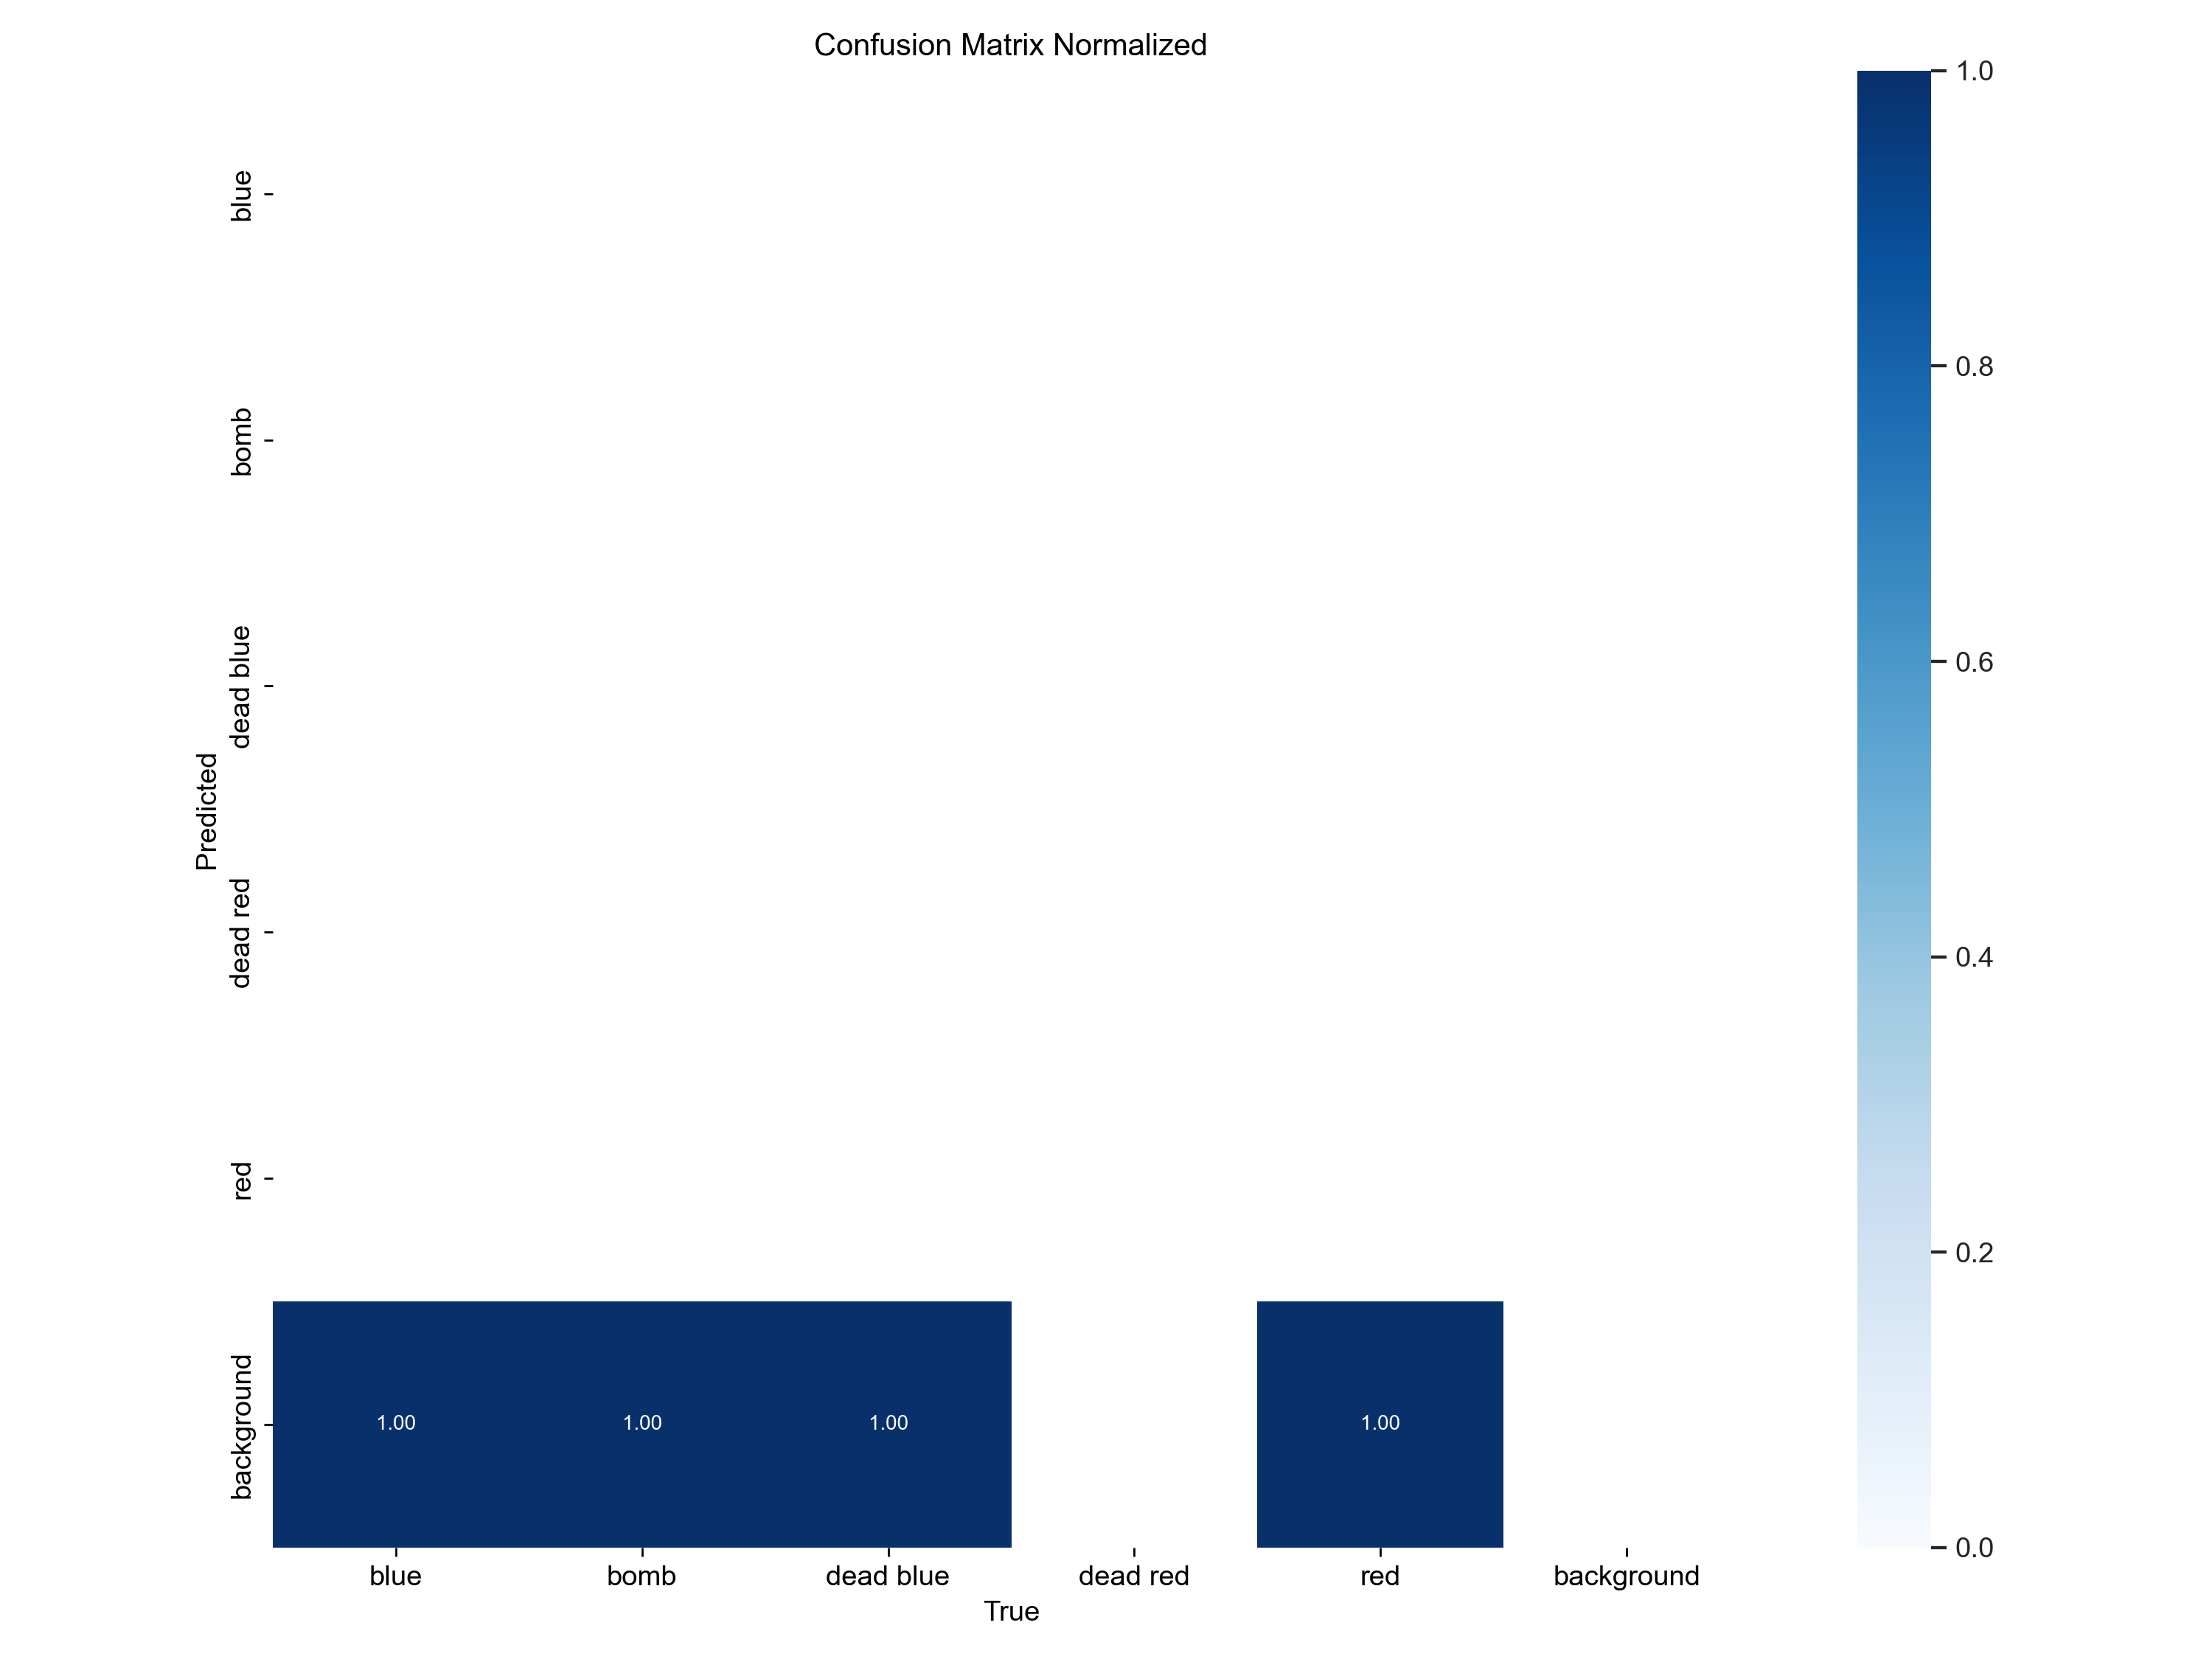 Confusion Matrix Normalized
1.0
0.8
0.6
0.4
0.2
0.0
Predicted
blue
bomb
dead blue
dead red
red
background
1.00 1.00 1.00 1.00
blue bomb dead blue dead red red background
True